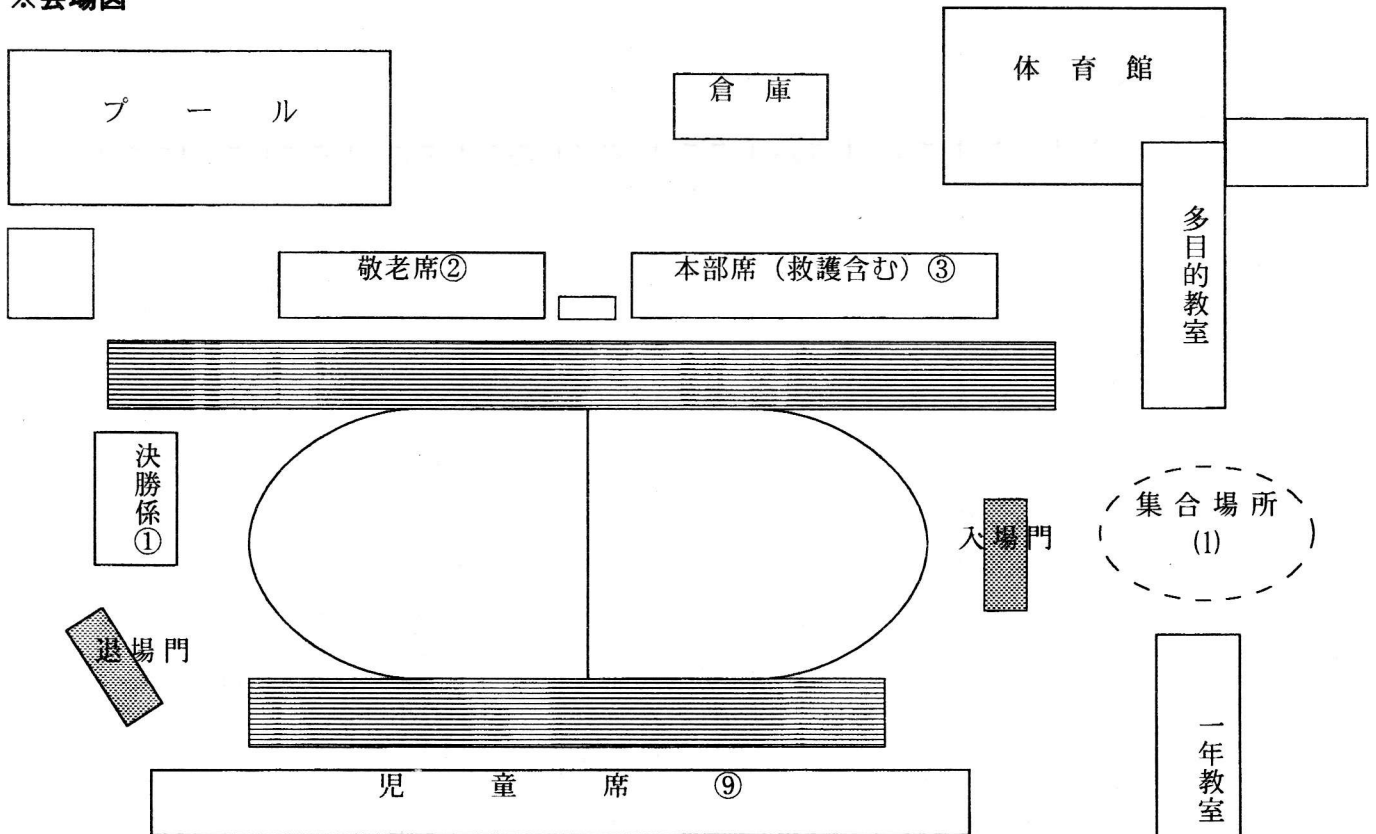 ※会場図
体育館
プール
倉庫
多目的教室
敬老席②
本部席（救護含む）③
決勝係①
入場門
集合場所
(1)
退場門
一年教室
児童席⑨